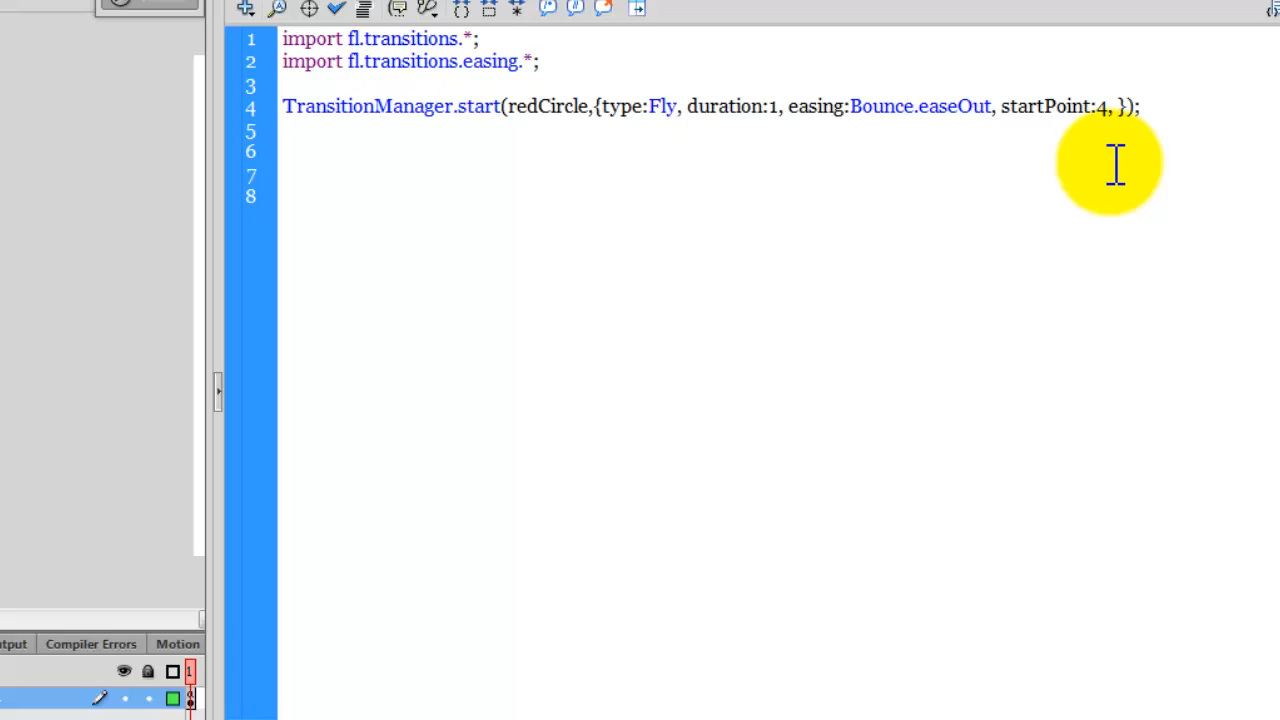 1 import fl.transitions.*;
2 import fl.transitions.easing.*;
3
4 TransitionManager.start(redCircle,{type:Fly, duration:1, easing:Bounce.easeOut, startPoint:4, });
5
6
7
8
Compiler Errors
Motion
1